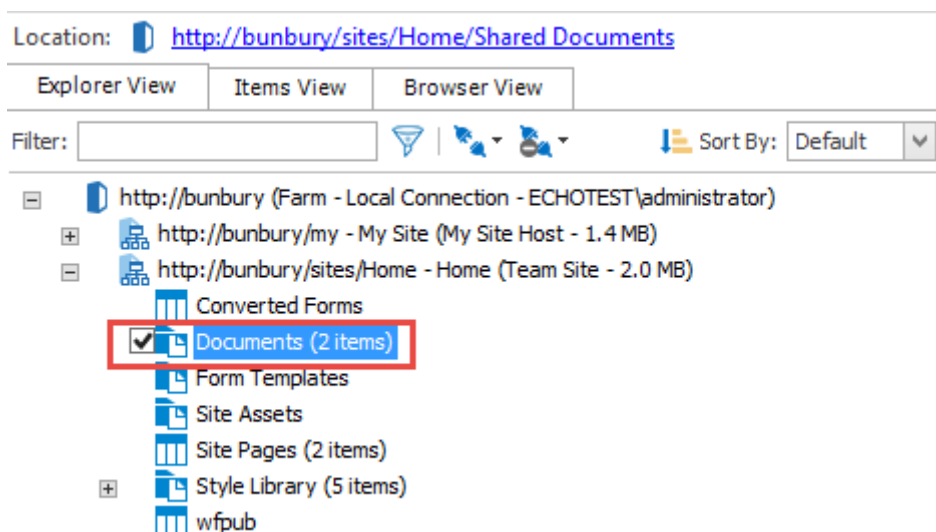 Location: http://bunbury/sites/Home/Shared Documents
Explorer View Items View Browser View
Filter: Sort By: Default
http://bunbury (Farm - Local Connection - ECHOTEST\administrator)
http://bunbury/my - My Site (My Site Host - 1.4 MB)
http://bunbury/sites/Home - Home (Team Site - 2.0 MB)
Converted Forms
Documents (2 items)
Form Templates
Site Assets
Site Pages (2 items)
Style Library (5 items)
wfpub